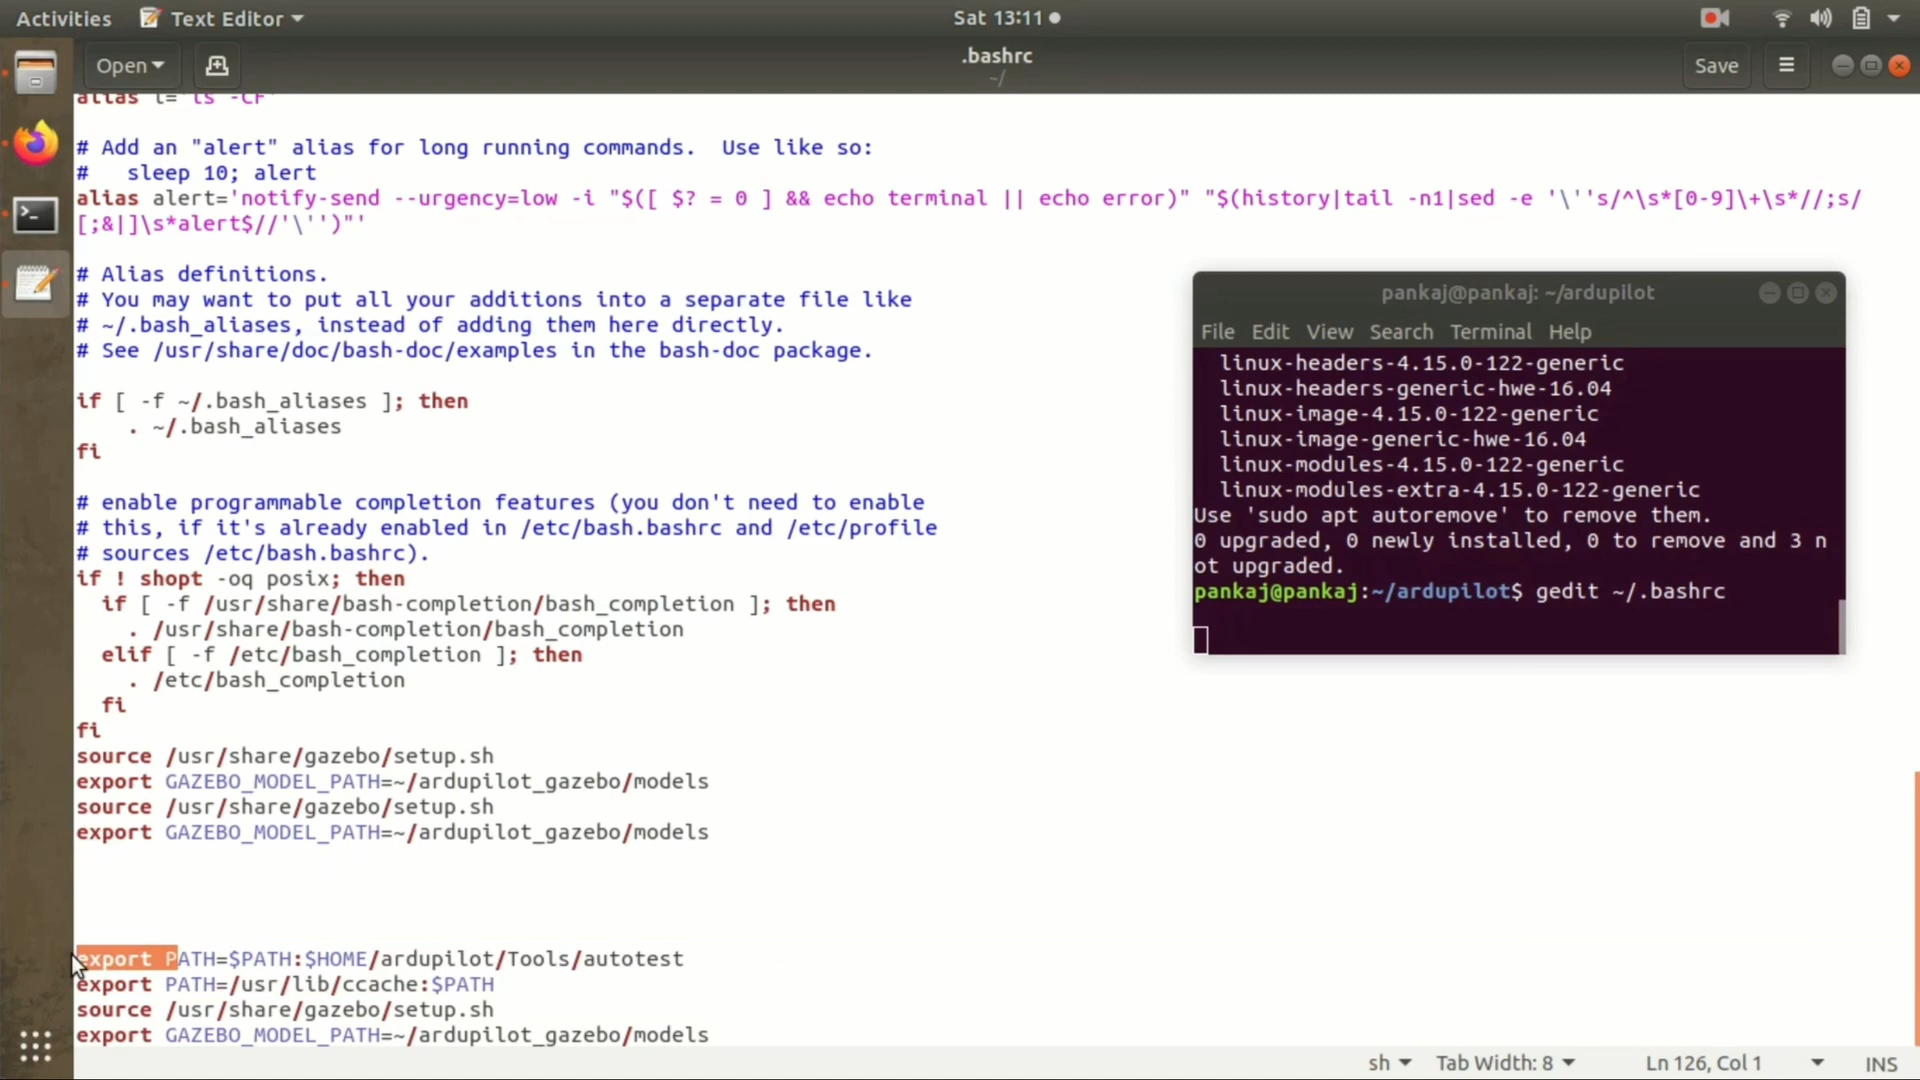 Activities Text Editor Sat 13:11
Open .bashrc Save
~/
alias l='ls -CF'
# Add an "alert" alias for long running commands.  Use like so:
#   sleep 10; alert
alias alert='notify-send --urgency=low -i "$([ $? = 0 ] && echo terminal || echo error)" "$(history|tail -n1|sed -e '\''s/^\s*[0-9]\+\s*//;s/
[;&|]\s*alert$//'\'')"'
# Alias definitions.
# You may want to put all your additions into a separate file like
# ~/.bash_aliases, instead of adding them here directly.
# See /usr/share/doc/bash-doc/examples in the bash-doc package.
if [ -f ~/.bash_aliases ]; then
    . ~/.bash_aliases
fi
# enable programmable completion features (you don't need to enable
# this, if it's already enabled in /etc/bash.bashrc and /etc/profile
# sources /etc/bash.bashrc).
if ! shopt -oq posix; then
  if [ -f /usr/share/bash-completion/bash_completion ]; then
    . /usr/share/bash-completion/bash_completion
  elif [ -f /etc/bash_completion ]; then
    . /etc/bash_completion
  fi
fi
source /usr/share/gazebo/setup.sh
export GAZEBO_MODEL_PATH=~/ardupilot_gazebo/models
source /usr/share/gazebo/setup.sh
export GAZEBO_MODEL_PATH=~/ardupilot_gazebo/models
export PATH=$PATH:$HOME/ardupilot/Tools/autotest
export PATH=/usr/lib/ccache:$PATH
source /usr/share/gazebo/setup.sh
export GAZEBO_MODEL_PATH=~/ardupilot_gazebo/models
pankaj@pankaj: ~/ardupilot
File Edit View Search Terminal Help
linux-headers-4.15.0-122-generic
linux-headers-generic-hwe-16.04
linux-image-4.15.0-122-generic
linux-image-generic-hwe-16.04
linux-modules-4.15.0-122-generic
linux-modules-extra-4.15.0-122-generic
Use 'sudo apt autoremove' to remove them.
0 upgraded, 0 newly installed, 0 to remove and 3 n
ot upgraded.
pankaj@pankaj:~/ardupilot$ gedit ~/.bashrc
sh Tab Width: 8 Ln 126, Col 1 INS